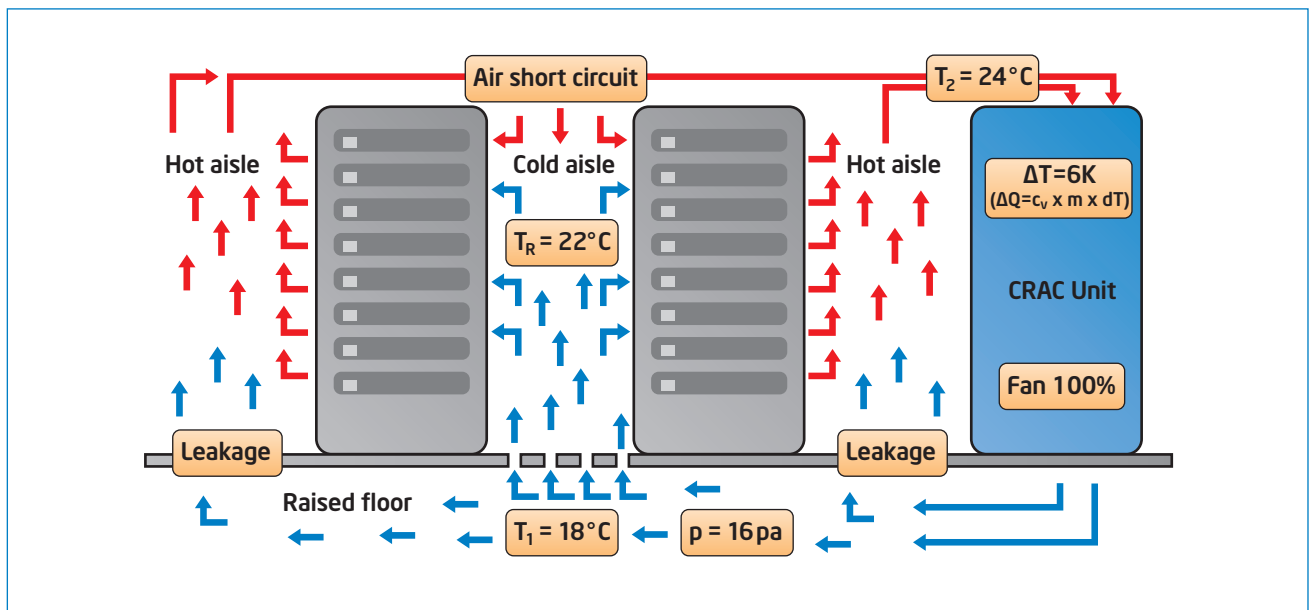 Air short circuit
T₂ = 24°C
Hot aisle
Cold aisle
Hot aisle
ΔT=6K
(ΔQ=cᵥ x m x dT)
T_R = 22°C
CRAC Unit
Fan 100%
Leakage
Leakage
Raised floor
T₁ = 18°C
p = 16pa